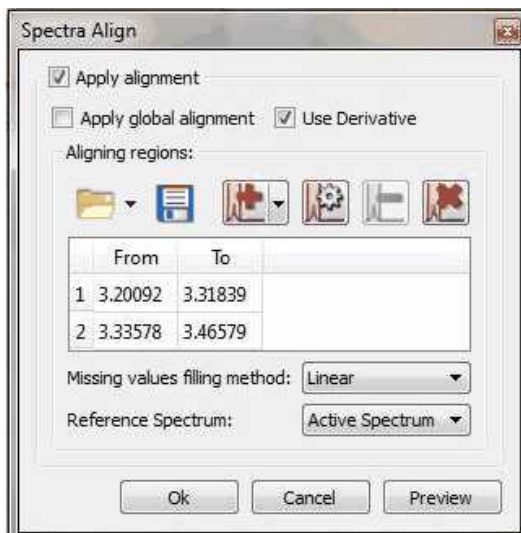 Spectra Align
Apply alignment
Apply global alignment Use Derivative
Aligning regions:
From To
1 3.20092 3.31839
2 3.33578 3.46579
Missing values filling method: Linear
Reference Spectrum: Active Spectrum
Ok Cancel Preview